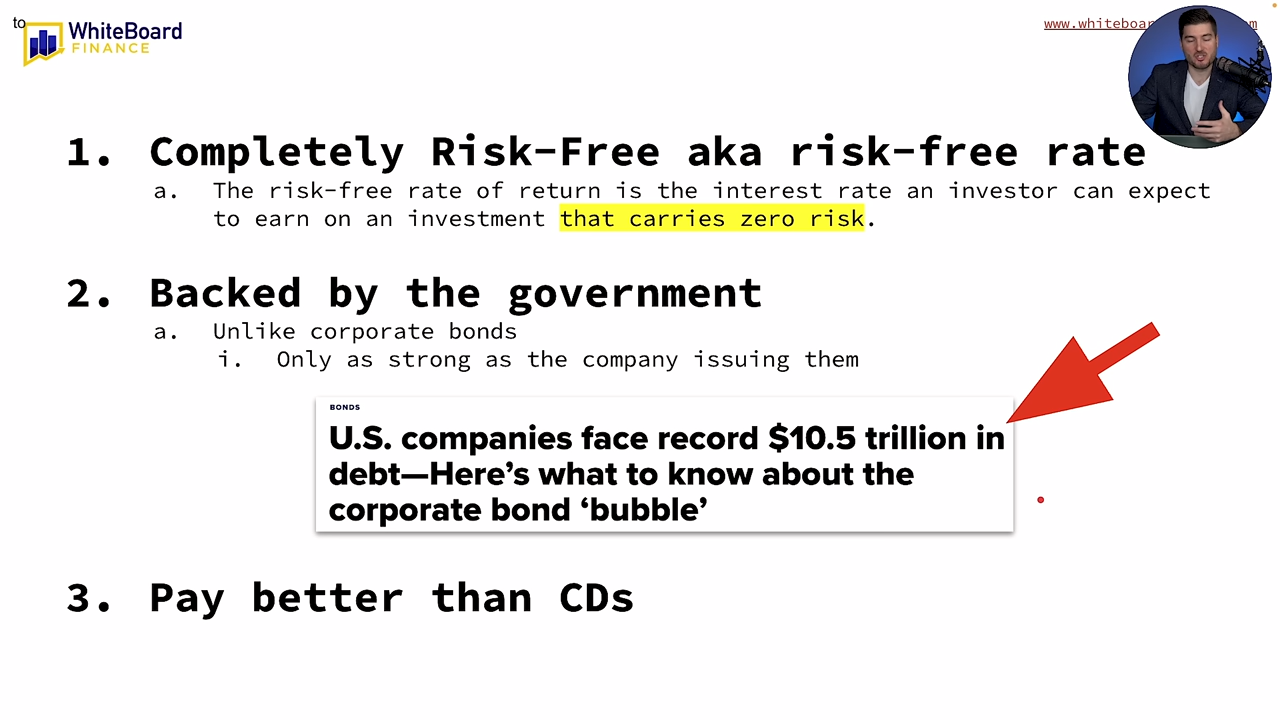 to
WhiteBoard
FINANCE
1. Completely Risk-Free aka risk-free rate
a. The risk-free rate of return is the interest rate an investor can expect
to earn on an investment that carries zero risk.
2. Backed by the government
a. Unlike corporate bonds
i. Only as strong as the company issuing them
BONDS
U.S. companies face record $10.5 trillion in
debt—Here’s what to know about the
corporate bond ‘bubble’
3. Pay better than CDs